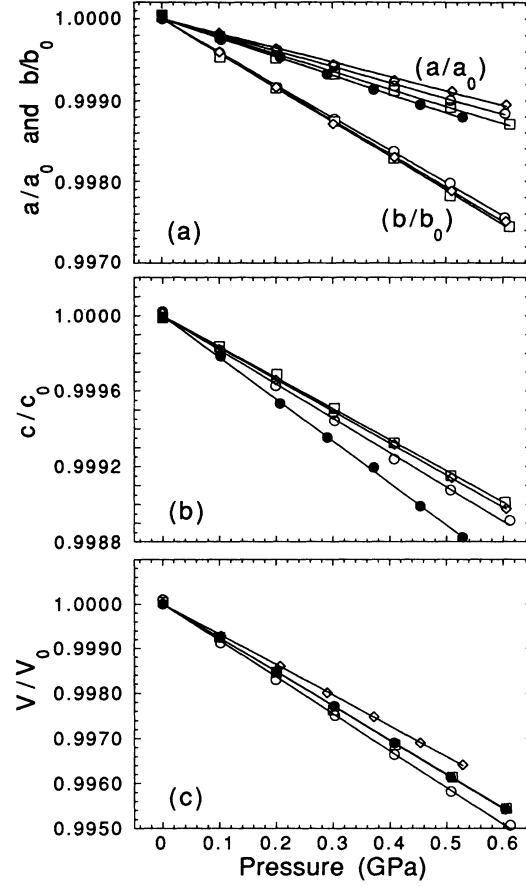 a/a0 and b/b0
1.0000
0.9990
0.9980
0.9970
(a/a0)
(b/b0)
(a)
c/c0
1.0000
0.9996
0.9992
0.9988
(b)
V/V0
1.0000
0.9990
0.9980
0.9970
0.9960
0.9950
(c)
0 0.1 0.2 0.3 0.4 0.5 0.6
Pressure (GPa)